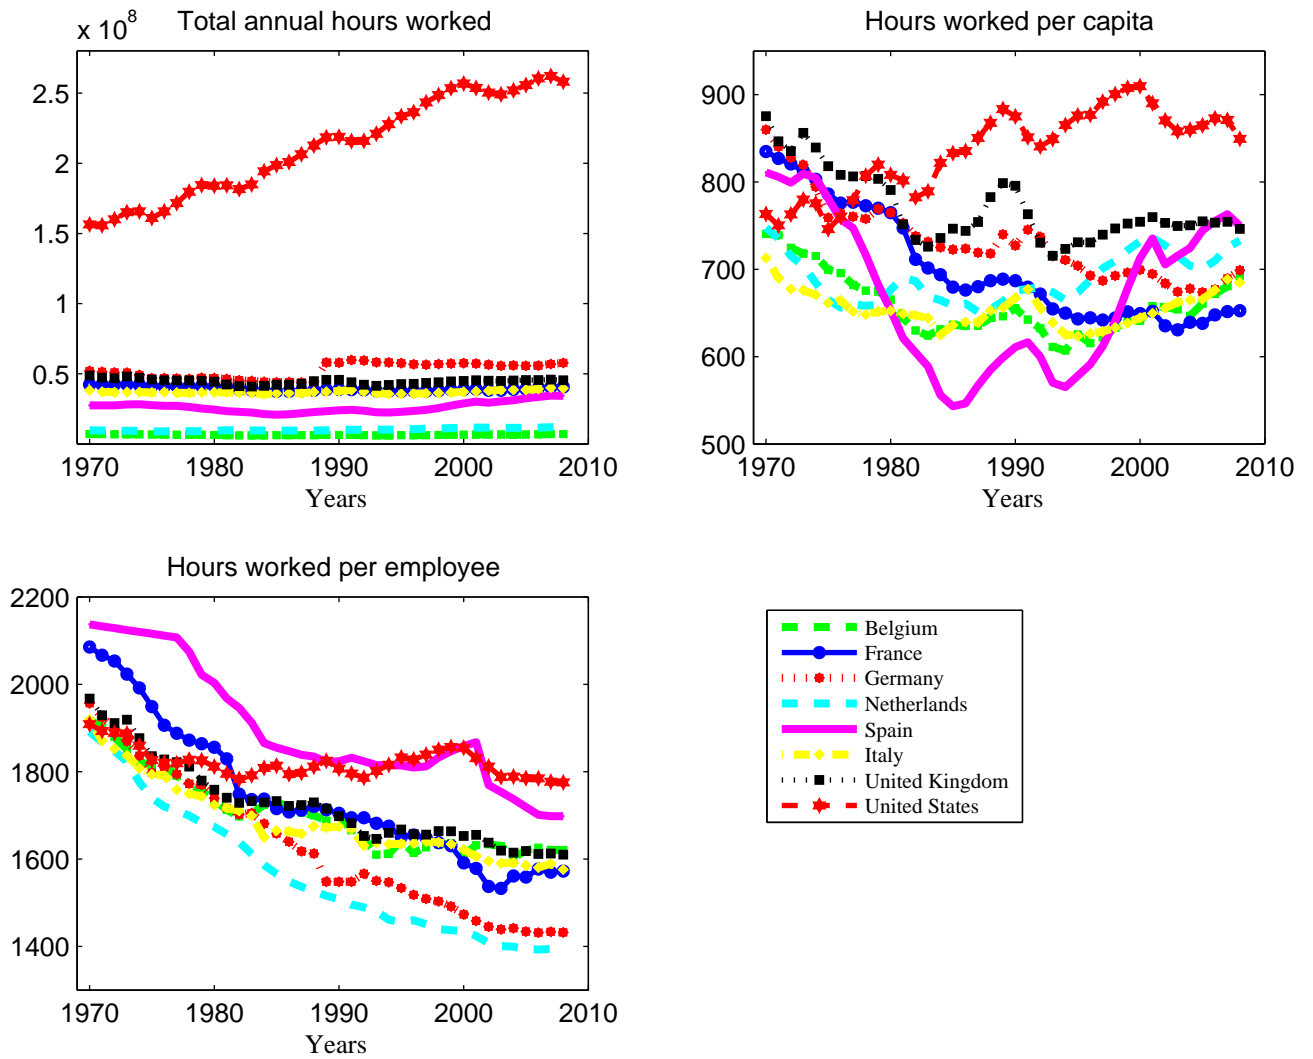 Total annual hours worked
x 10^8
2.5
2
1.5
1
0.5
1970 1980 1990 2000 2010
Years
Hours worked per capita
900
800
700
600
500
1970 1980 1990 2000 2010
Years
Hours worked per employee
2200
2000
1800
1600
1400
1970 1980 1990 2000 2010
Years
Belgium
France
Germany
Netherlands
Spain
Italy
United Kingdom
United States